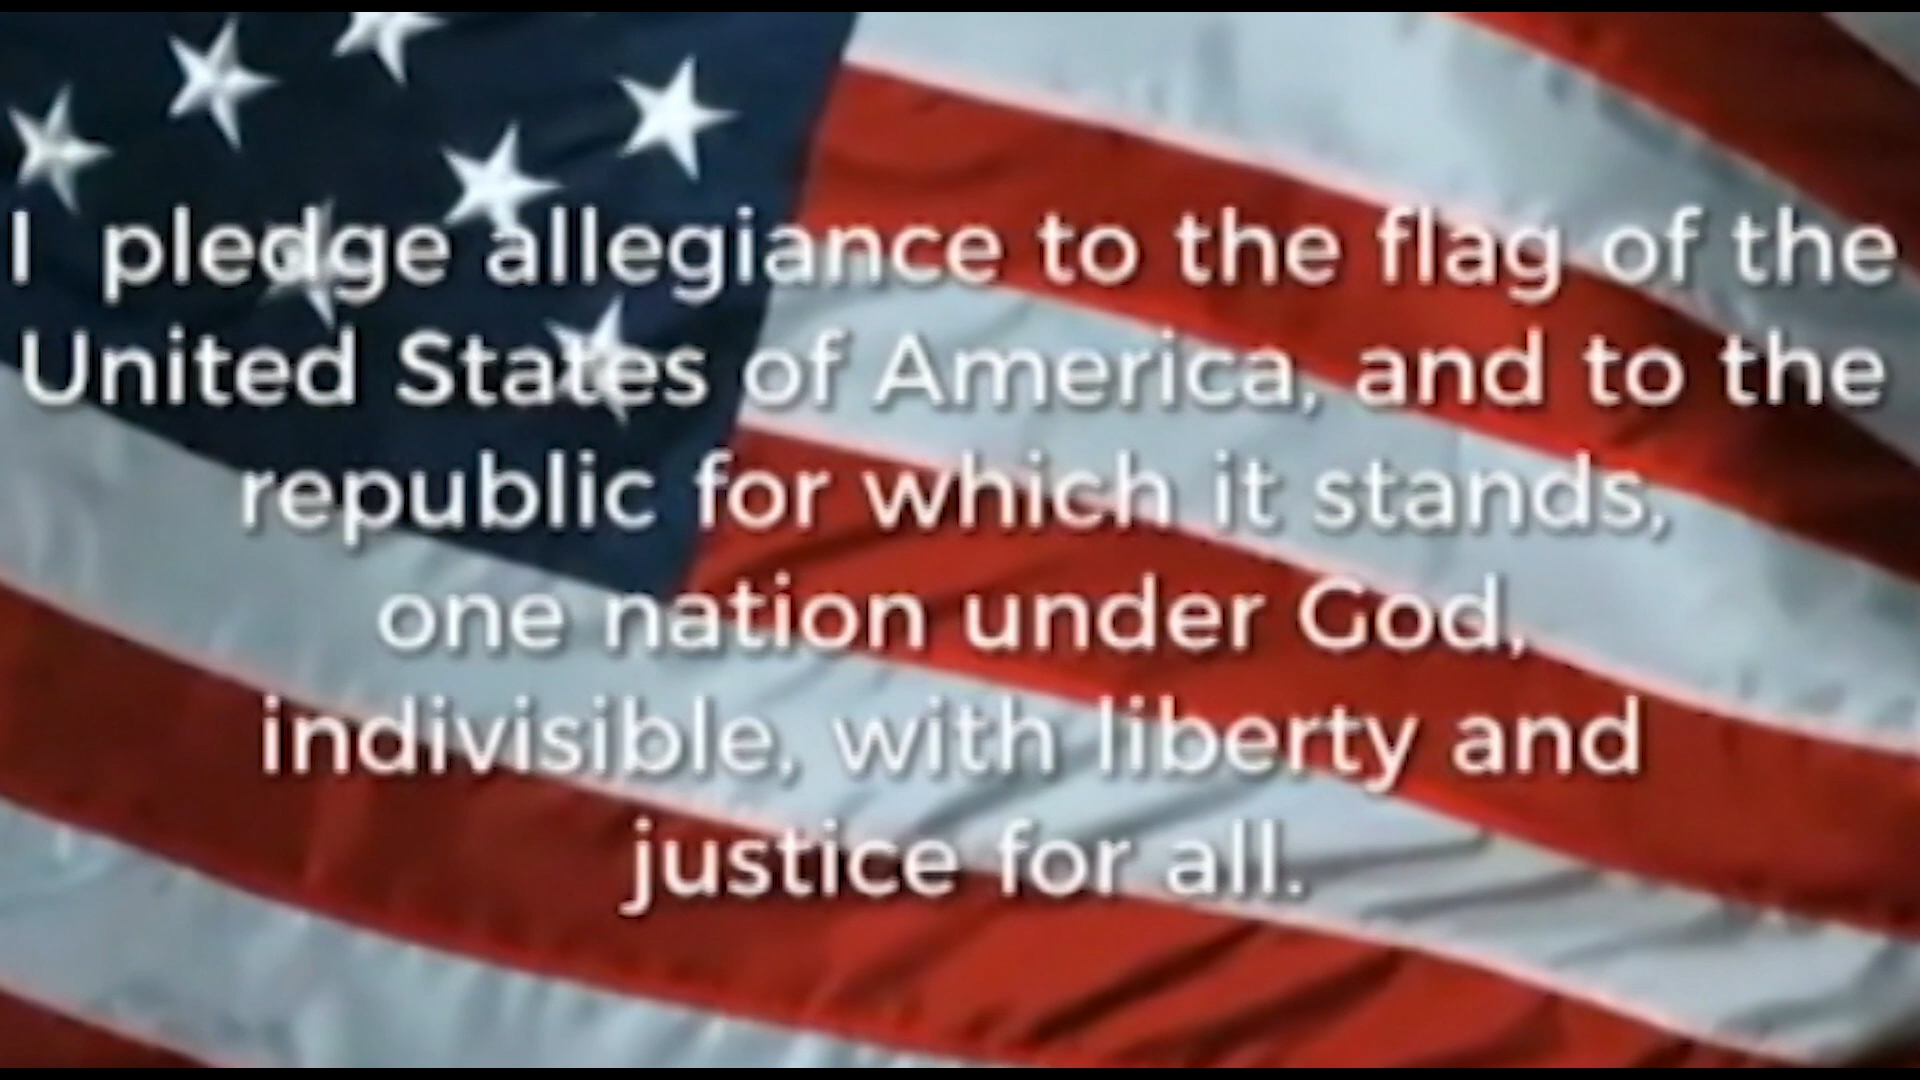 I pledge allegiance to the flag of the
United States of America, and to the
republic for which it stands,
one nation under God,
indivisible, with liberty and
justice for all.